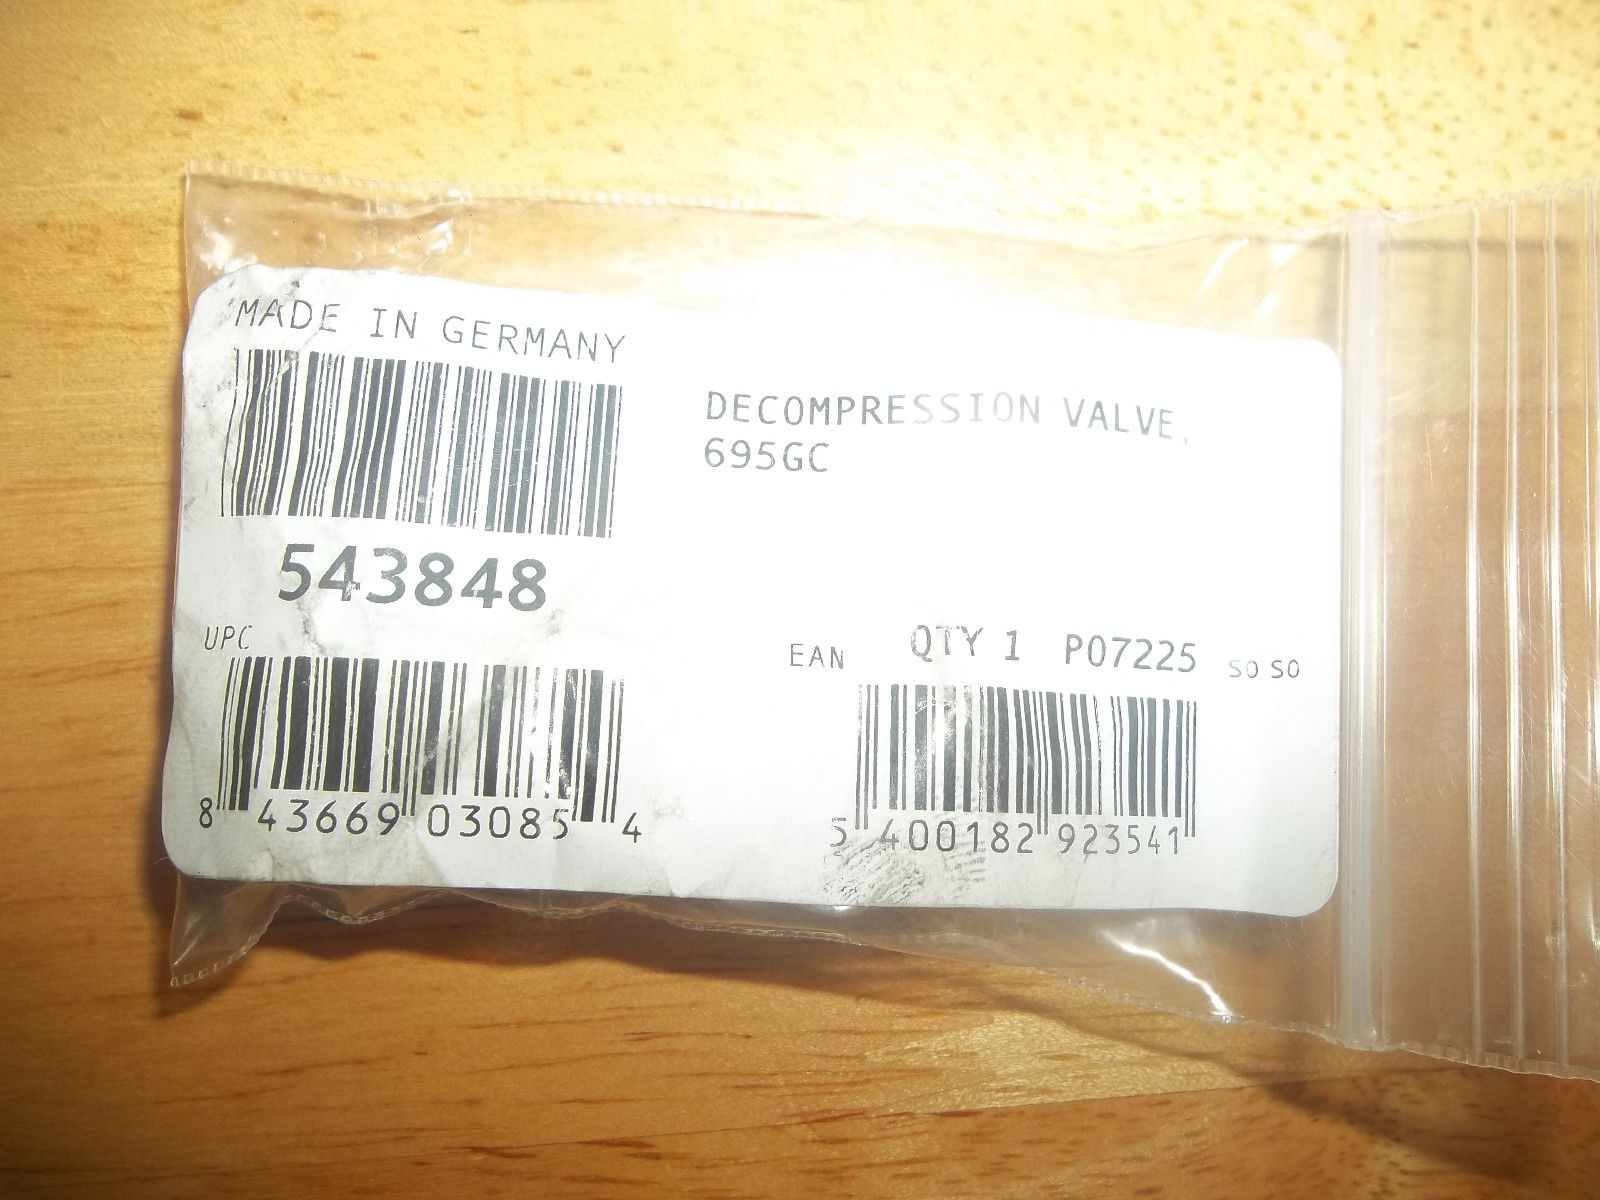 MADE IN GERMANY
DECOMPRESSION VALVE,
695GC
543848
UPC
EAN QTY 1 P07225 SO SO
8 43669 03085 4
5 400182 923541